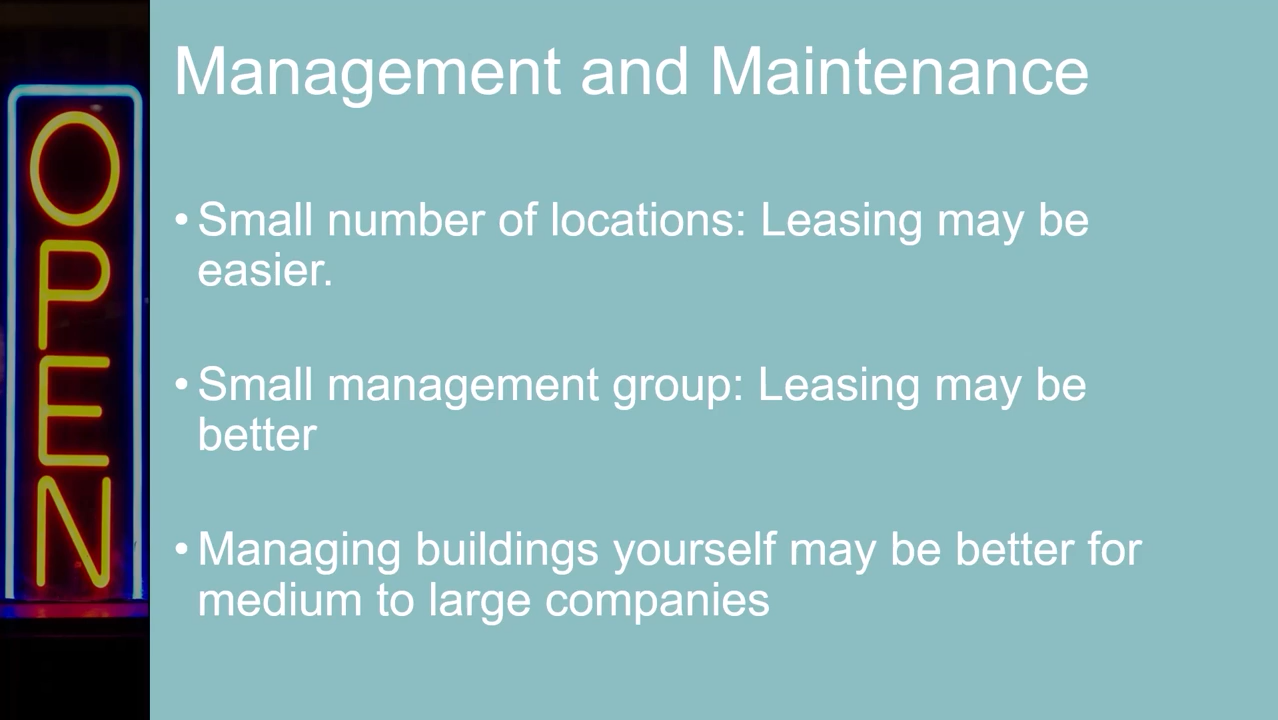 OPEN
Management and Maintenance
• Small number of locations: Leasing may be
easier.
• Small management group: Leasing may be
better
• Managing buildings yourself may be better for
medium to large companies